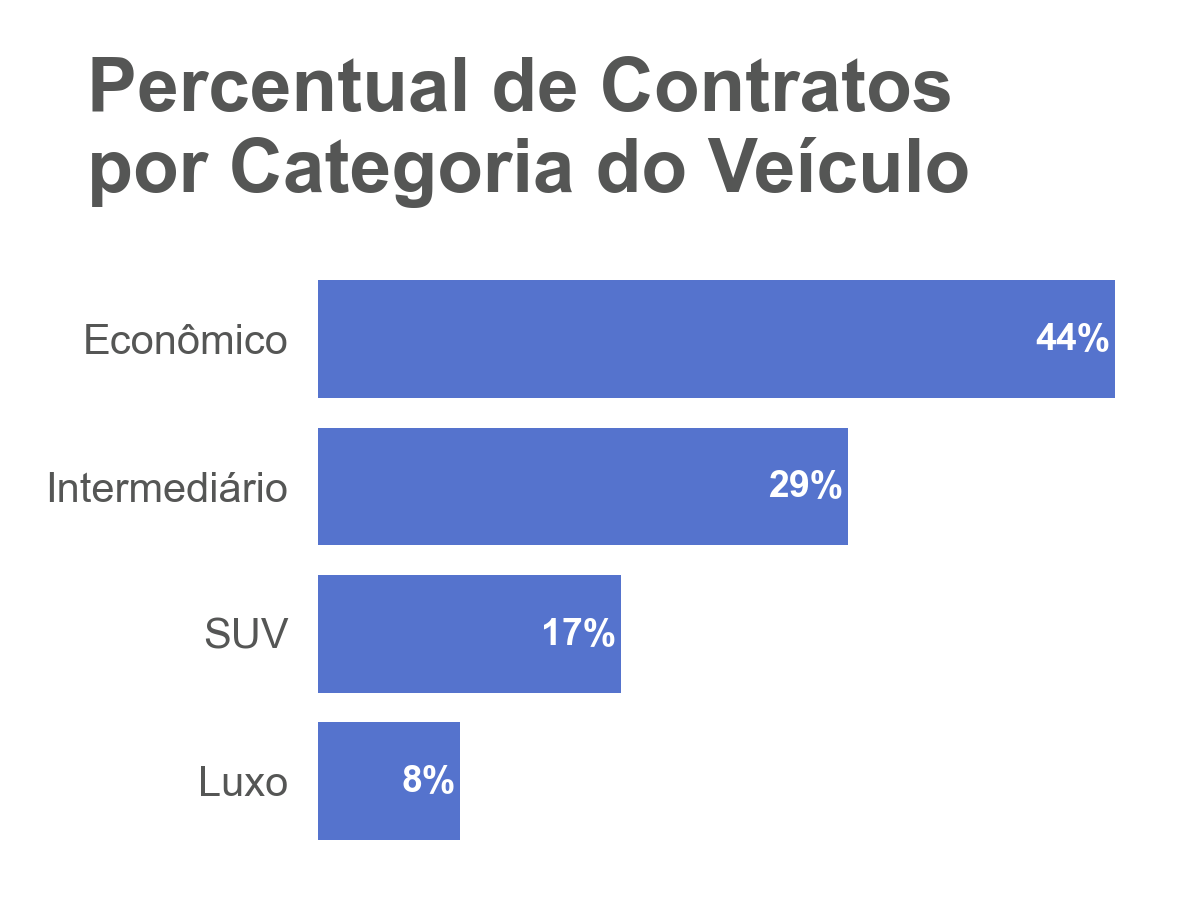 Percentual de Contratos
por Categoria do Veículo
Econômico 44%
Intermediário 29%
SUV 17%
Luxo 8%